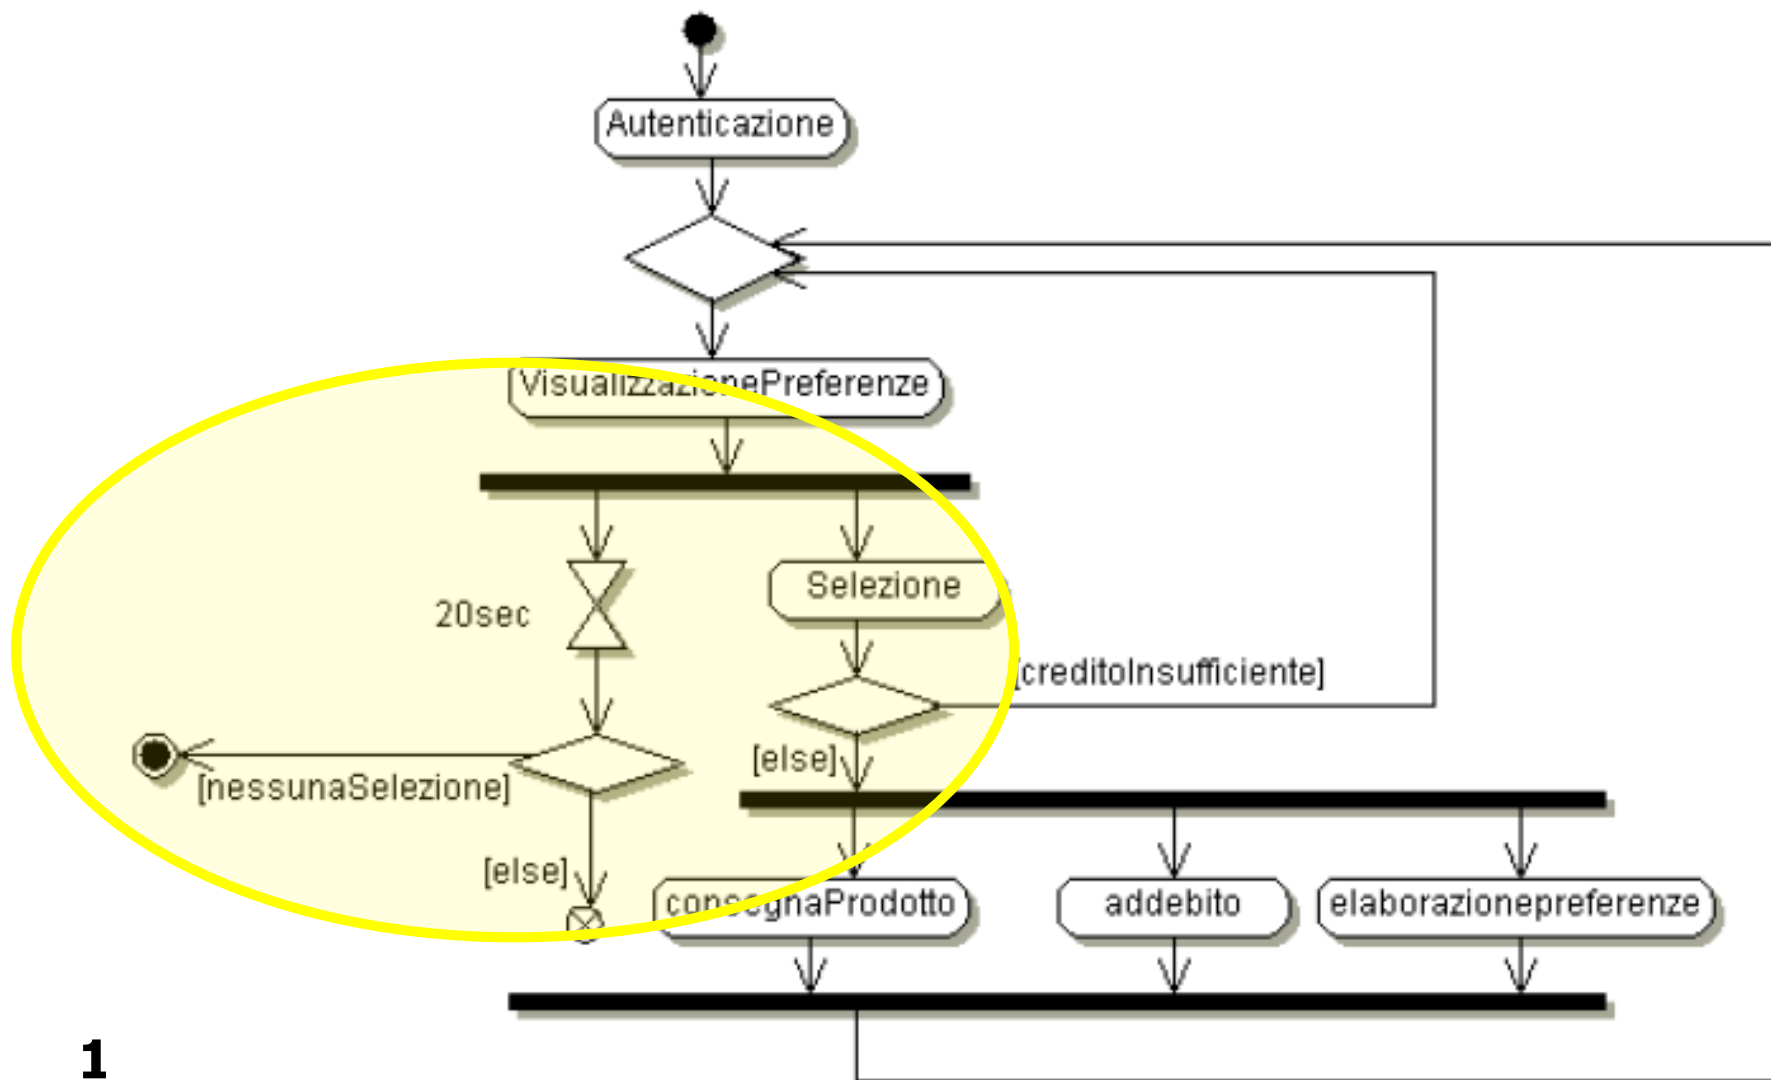 Autenticazione
VisualizzazionePreferenze
20sec
Selezione
[creditoInsufficiente]
[nessunaSelezione]
[else]
[else]
consegnaProdotto
addebito
elaborazionepreferenze
1